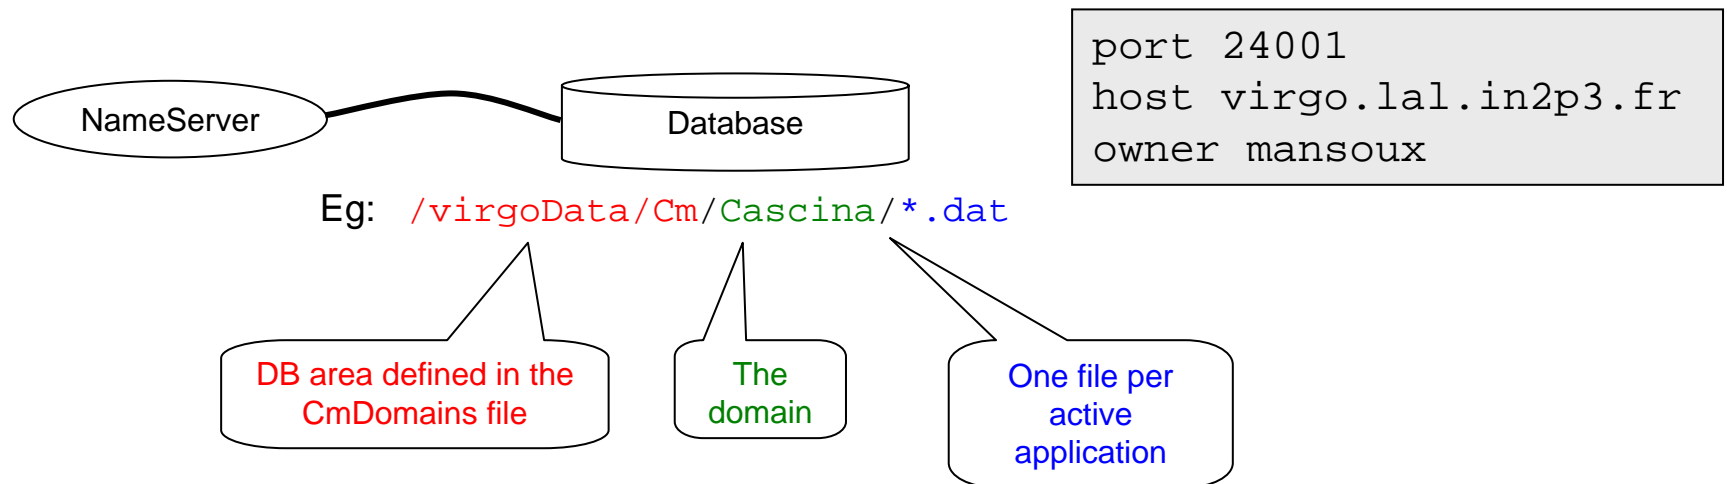 port 24001
host virgo.lal.in2p3.fr
owner mansoux
NameServer
Database
Eg: /virgoData/Cm/Cascina/*.dat
DB area defined in the
CmDomains file
The
domain
One file per
active
application